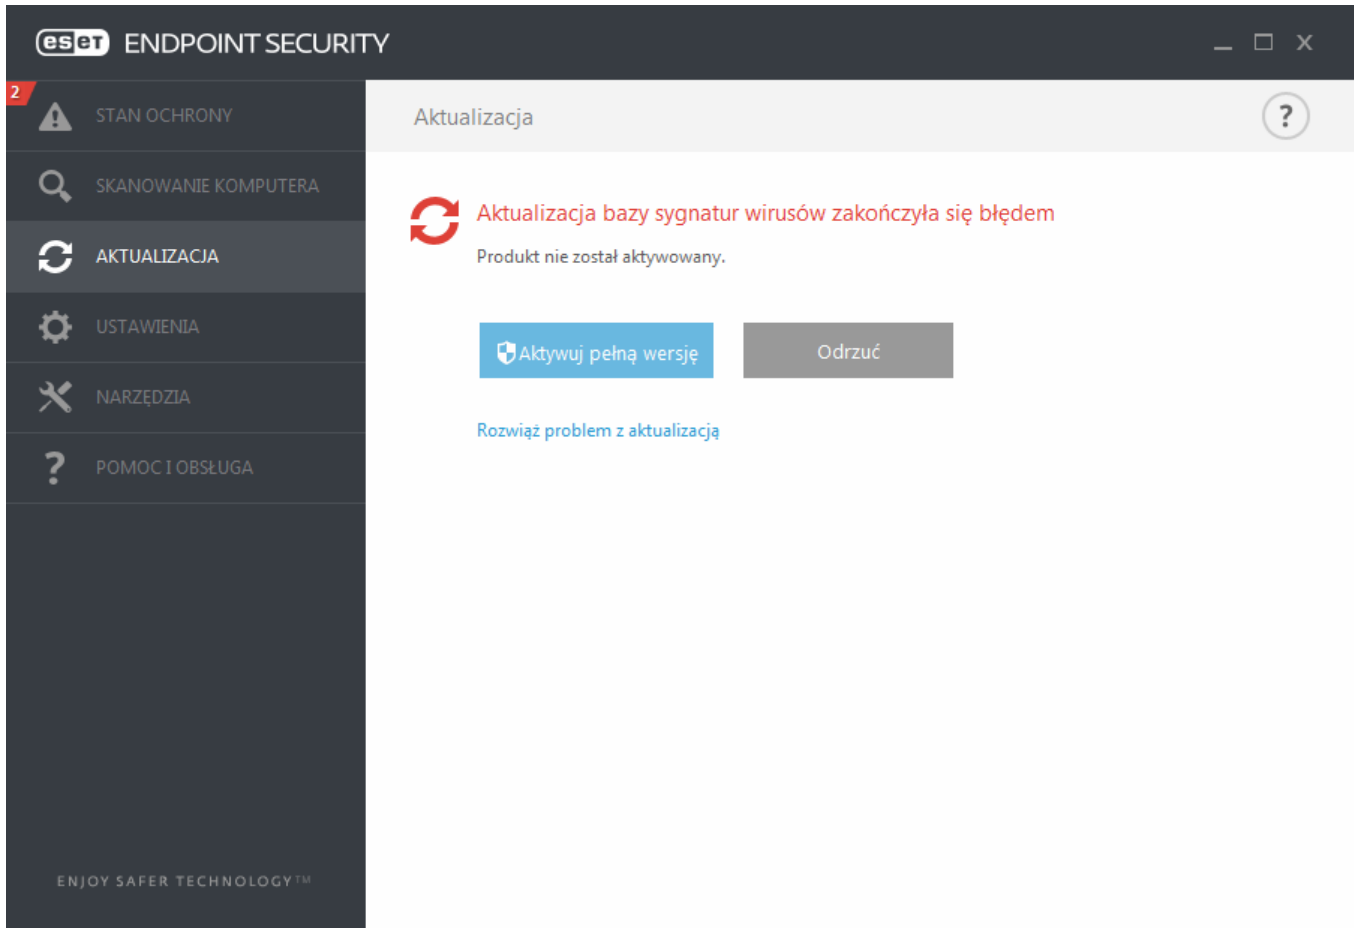 eseT ENDPOINT SECURITY
2
STAN OCHRONY
SKANOWANIE KOMPUTERA
AKTUALIZACJA
USTAWIENIA
NARZĘDZIA
POMOC I OBSŁUGA
ENJOY SAFER TECHNOLOGY™
Aktualizacja
?
Aktualizacja bazy sygnatur wirusów zakończyła się błędem
Produkt nie został aktywowany.
Aktywuj pełną wersję
Odrzuć
Rozwiąż problem z aktualizacją